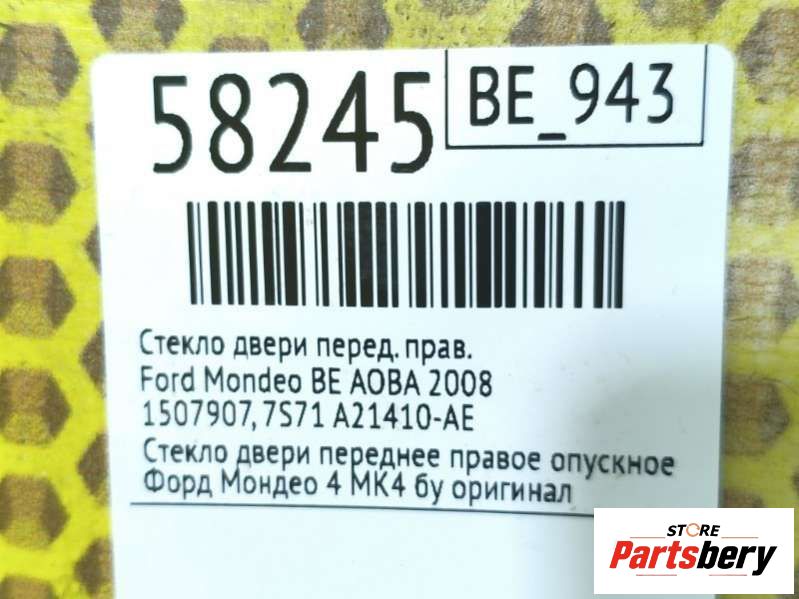 58245
BE_943
Стекло двери перед. прав.
Ford Mondeo BE AOBA 2008
1507907, 7S71 A21410-AE
Стекло двери переднее правое опускное
Форд Мондео 4 МК4 бу оригинал
STORE
Partsbery